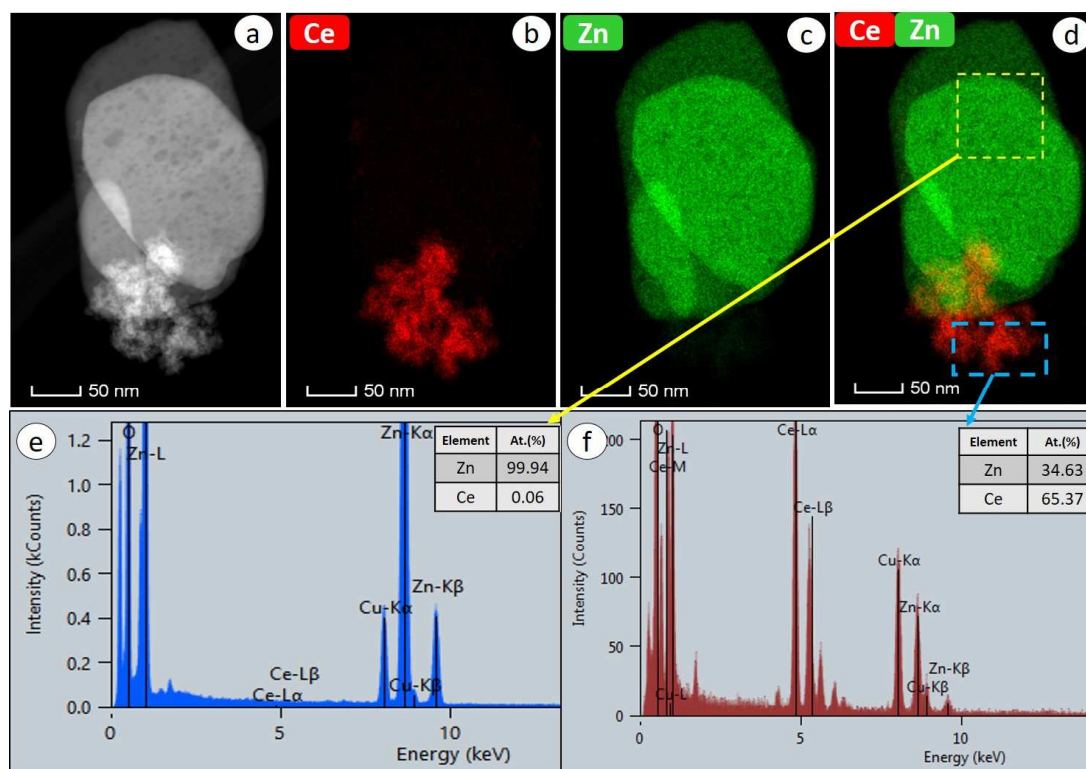 a
Ce
b
Zn
c
Ce Zn
d
50 nm
50 nm
50 nm
50 nm
e
Intensity (kCounts)
1.2
1.0
0.8
0.6
0.4
0.2
0.0
O
Zn-L
Ce-Lβ
Ce-Lα
Cu-Kα
Zn-Kα
Zn-Kβ
Cu-Kβ
5
10
Energy (keV)
Element At.(%)
Zn 99.94
Ce 0.06
f
Intensity (Counts)
200
150
100
50
0
O
Zn-L
Ce-M
Cu-L
Ce-Lα
Ce-Lβ
Cu-Kα
Zn-Kα
Zn-Kβ
Cu-Kβ
0
5
10
Energy (keV)
Element At.(%)
Zn 34.63
Ce 65.37